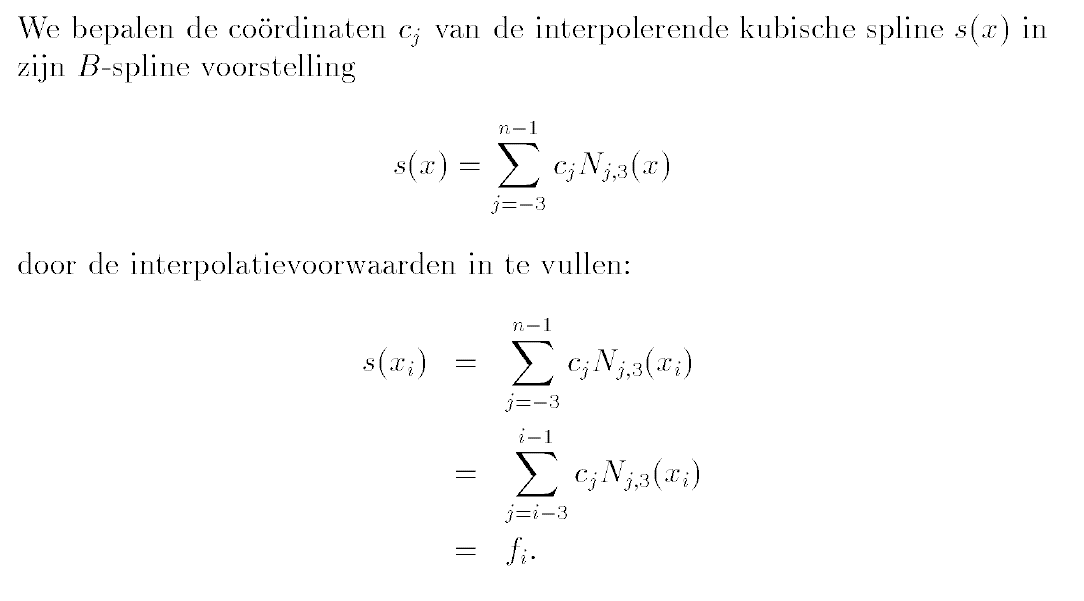 We bepalen de coördinaten c_j van de interpolerende kubische spline s(x) in
zijn B-spline voorstelling
s(x) = \sum_{j=-3}^{n-1} c_j N_{j,3}(x)
door de interpolatievoorwaarden in te vullen:
s(x_i) = \sum_{j=-3}^{n-1} c_j N_{j,3}(x_i)
= \sum_{j=i-3}^{i-1} c_j N_{j,3}(x_i)
= f_i.